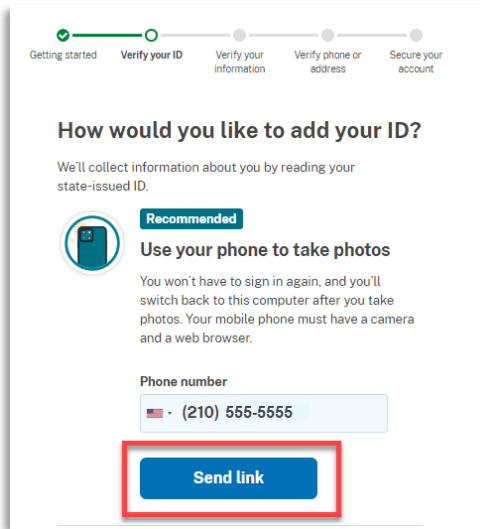 Getting started
Verify your ID
Verify your
information
Verify phone or
address
Secure your
account
How would you like to add your ID?
We'll collect information about you by reading your
state-issued ID.
Recommended
Use your phone to take photos
You won't have to sign in again, and you'll
switch back to this computer after you take
photos. Your mobile phone must have a camera
and a web browser.
Phone number
(210) 555-5555
Send link